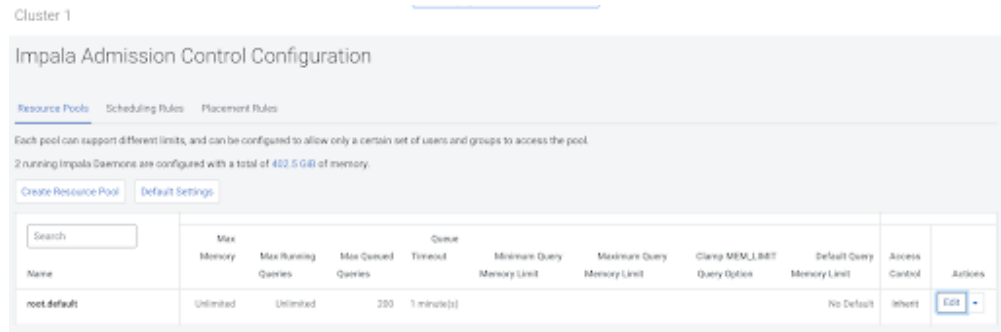 Cluster 1
Impala Admission Control Configuration
Resource Pools Scheduling Rules Placement Rules
Each pool can support different limits, and can be configured to allow only a certain set of users and groups to access the pool.
2 running Impala Daemons are configured with a total of 402.5 GiB of memory.
Create Resource Pool Default Settings
Search
Name
Max Memory
Max Running Queries
Max Queued Queries
Queue Timeout
Minimum Query Memory Limit
Maximum Query Memory Limit
Clamp MEM_LIMIT Query Option
Default Query Memory Limit
Access Control
Actions
root.default Unlimited Unlimited 200 1 minute(s) No Default Inherit Edit